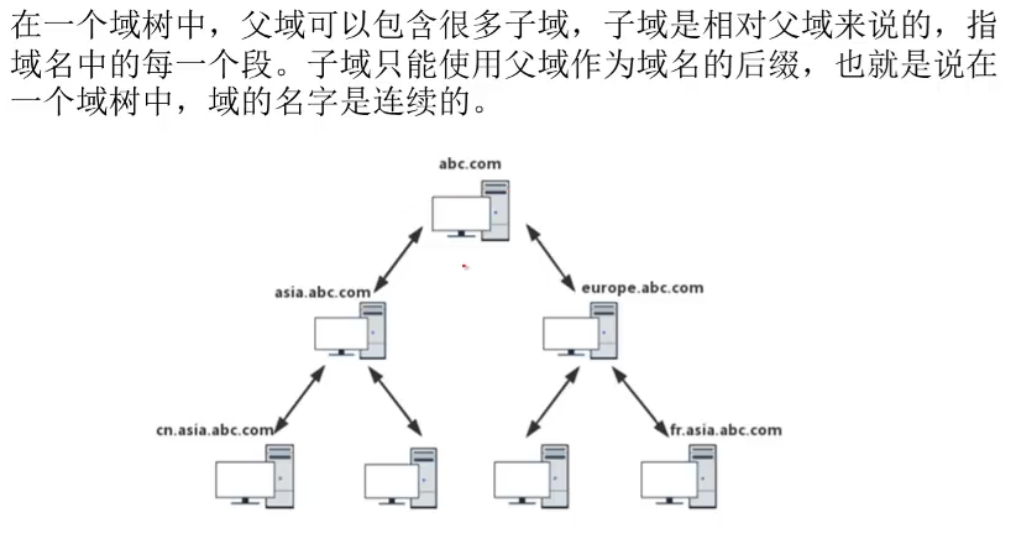 在一个域树中，父域可以包含很多子域，子域是相对父域来说的，指
域名中的每一个段。子域只能使用父域作为域名的后缀，也就是说在
一个域树中，域的名字是连续的。
abc.com
asia.abc.com
europe.abc.com
cn.asia.abc.com
fr.asia.abc.com